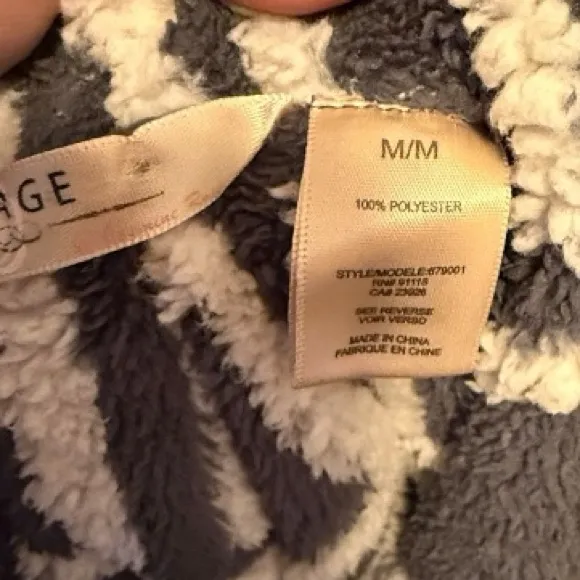 AGE
M/M
100% POLYESTER
STYLE/MODELE:679001
RN# 91115
CA# 23026
SEE REVERSE
VOIR VERSO
MADE IN CHINA
FABRIQUE EN CHINE